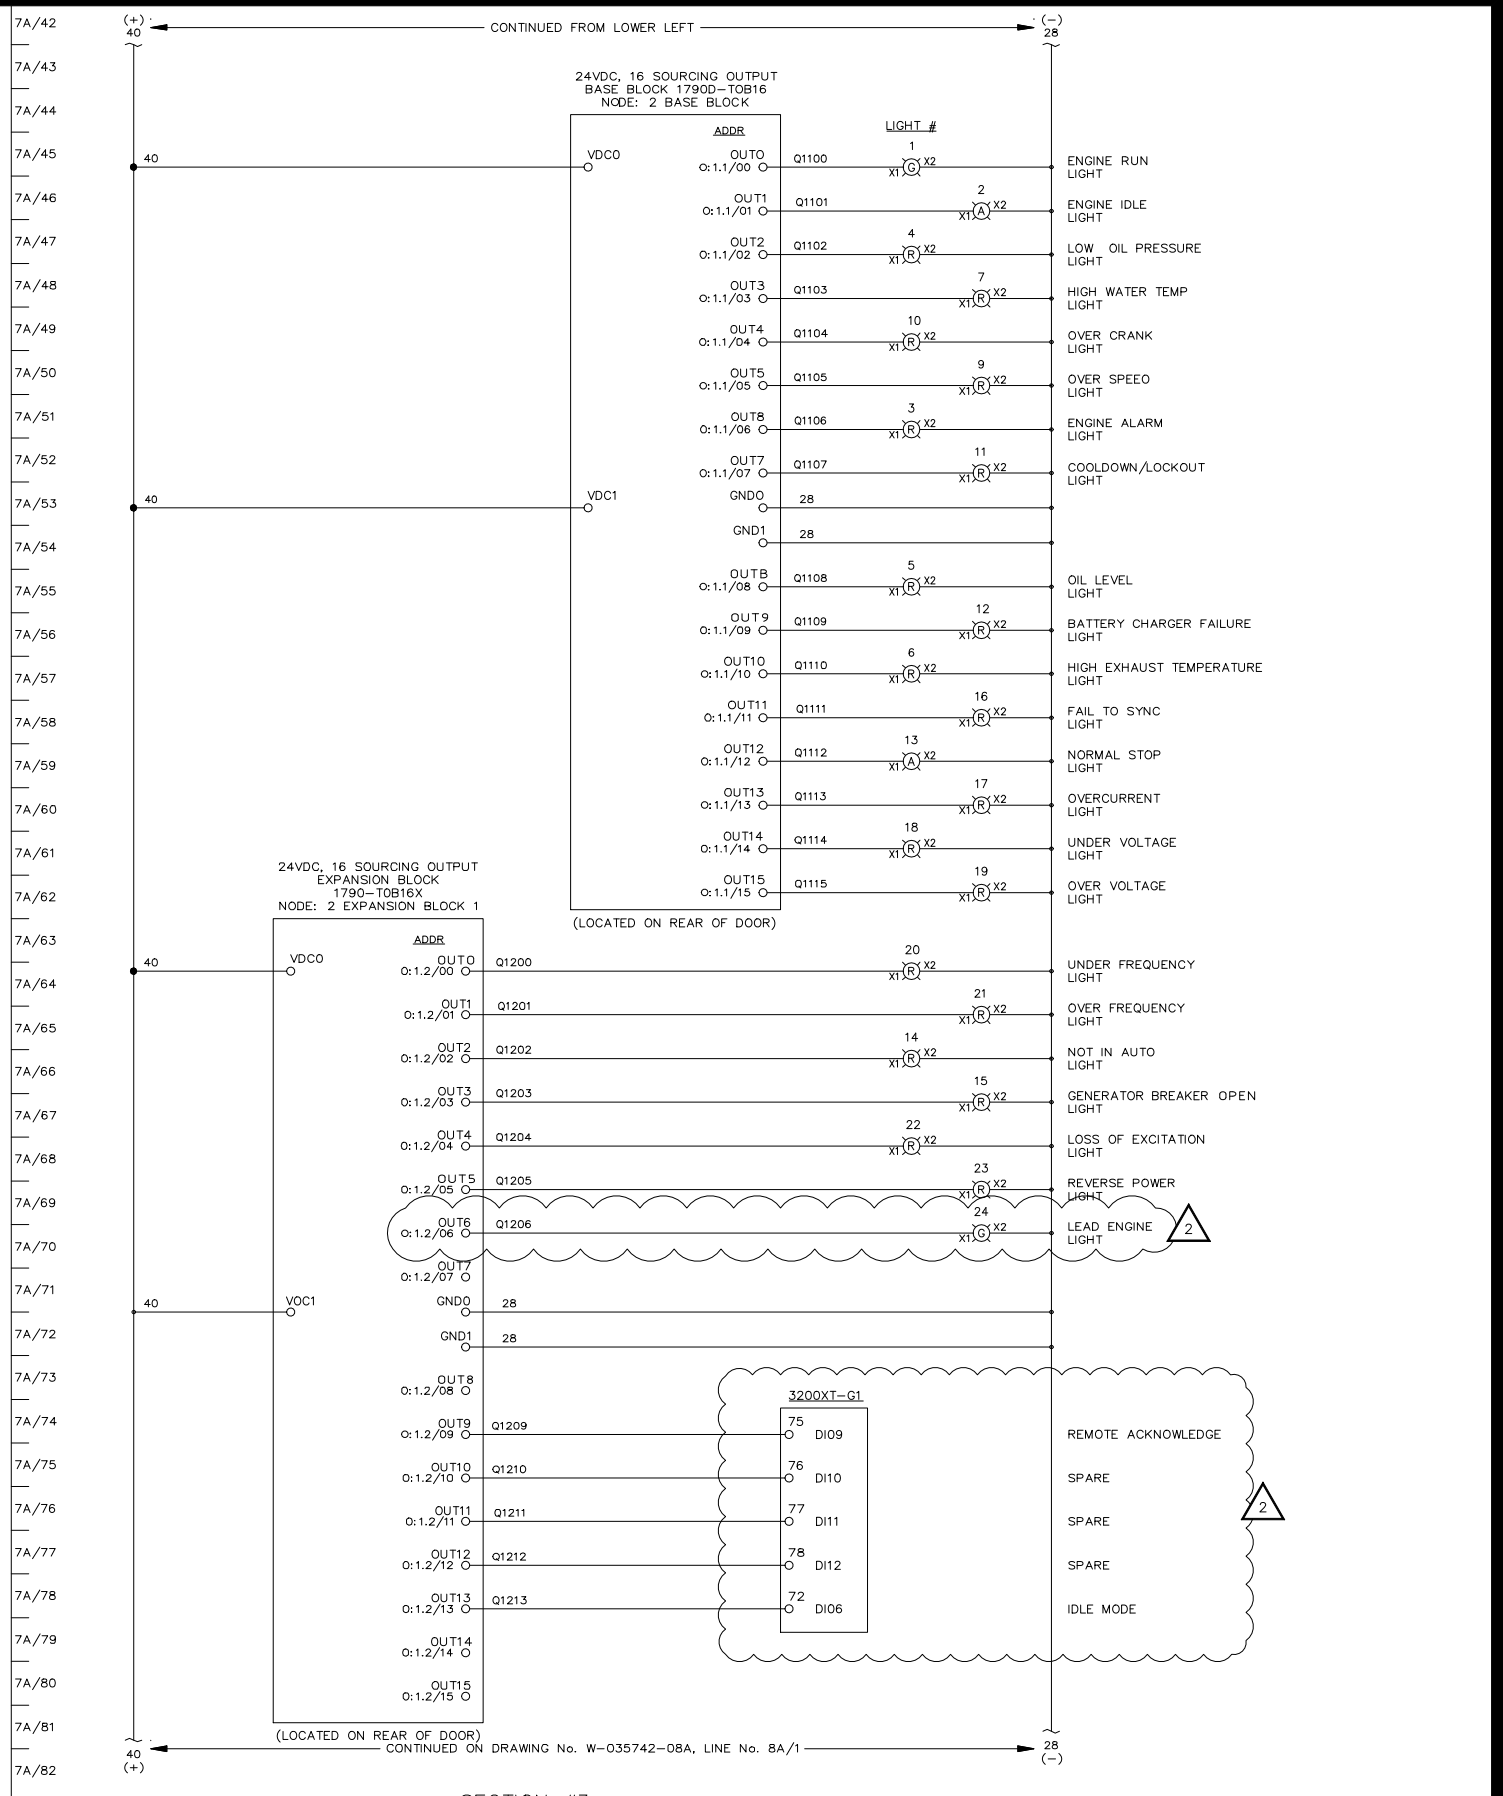 7A/42
(+)
40
CONTINUED FROM LOWER LEFT
(−)
28
7A/43
24VDC, 16 SOURCING OUTPUT
BASE BLOCK 1790D−TOB16
NODE: 2 BASE BLOCK
7A/44
ADDR
LIGHT #
7A/45
40
VDC0
OUT0
O:1.1/00
Q1100
1
X1 G X2
ENGINE RUN
LIGHT
7A/46
OUT1
O:1.1/01
Q1101
2
X1 A X2
ENGINE IDLE
LIGHT
7A/47
OUT2
O:1.1/02
Q1102
4
X1 R X2
LOW OIL PRESSURE
LIGHT
7A/48
OUT3
O:1.1/03
Q1103
7
X1 R X2
HIGH WATER TEMP
LIGHT
7A/49
OUT4
O:1.1/04
Q1104
10
X1 R X2
OVER CRANK
LIGHT
7A/50
OUT5
O:1.1/05
Q1105
9
X1 R X2
OVER SPEEO
LIGHT
7A/51
OUT8
O:1.1/06
Q1106
3
X1 R X2
ENGINE ALARM
LIGHT
7A/52
OUT7
O:1.1/07
Q1107
11
X1 R X2
COOLDOWN/LOCKOUT
LIGHT
7A/53
40
VDC1
GND0
28
7A/54
GND1
28
7A/55
OUTB
O:1.1/08
Q1108
5
X1 R X2
OIL LEVEL
LIGHT
7A/56
OUT9
O:1.1/09
Q1109
12
X1 R X2
BATTERY CHARGER FAILURE
LIGHT
7A/57
OUT10
O:1.1/10
Q1110
6
X1 R X2
HIGH EXHAUST TEMPERATURE
LIGHT
7A/58
OUT11
O:1.1/11
Q1111
16
X1 R X2
FAIL TO SYNC
LIGHT
7A/59
OUT12
O:1.1/12
Q1112
13
X1 A X2
NORMAL STOP
LIGHT
7A/60
OUT13
O:1.1/13
Q1113
17
X1 R X2
OVERCURRENT
LIGHT
7A/61
OUT14
O:1.1/14
Q1114
18
X1 R X2
UNDER VOLTAGE
LIGHT
24VDC, 16 SOURCING OUTPUT
EXPANSION BLOCK
1790−TOB16X
NODE: 2 EXPANSION BLOCK 1
7A/62
OUT15
O:1.1/15
Q1115
19
X1 R X2
OVER VOLTAGE
LIGHT
(LOCATED ON REAR OF DOOR)
7A/63
ADDR
7A/64
40
VDC0
OUT0
O:1.2/00
Q1200
20
X1 R X2
UNDER FREQUENCY
LIGHT
7A/65
OUT1
O:1.2/01
Q1201
21
X1 R X2
OVER FREQUENCY
LIGHT
7A/66
OUT2
O:1.2/02
Q1202
14
X1 R X2
NOT IN AUTO
LIGHT
7A/67
OUT3
O:1.2/03
Q1203
15
X1 R X2
GENERATOR BREAKER OPEN
LIGHT
7A/68
OUT4
O:1.2/04
Q1204
22
X1 R X2
LOSS OF EXCITATION
LIGHT
7A/69
OUT5
O:1.2/05
Q1205
23
X1 R X2
REVERSE POWER
LIGHT
7A/70
OUT6
O:1.2/06
Q1206
24
X1 G X2
LEAD ENGINE
LIGHT
2
7A/71
OUT7
O:1.2/07
40
VOC1
GND0
28
7A/72
GND1
28
7A/73
OUT8
O:1.2/08
3200XT−G1
7A/74
OUT9
O:1.2/09
Q1209
75
DI09
REMOTE ACKNOWLEDGE
7A/75
OUT10
O:1.2/10
Q1210
76
DI10
SPARE
7A/76
OUT11
O:1.2/11
Q1211
77
DI11
SPARE
2
7A/77
OUT12
O:1.2/12
Q1212
78
DI12
SPARE
7A/78
OUT13
O:1.2/13
Q1213
72
DI06
IDLE MODE
7A/79
OUT14
O:1.2/14
7A/80
OUT15
O:1.2/15
7A/81
(LOCATED ON REAR OF DOOR)
40
(+)
CONTINUED ON DRAWING No. W−035742−08A, LINE No. 8A/1
28
(−)
7A/82